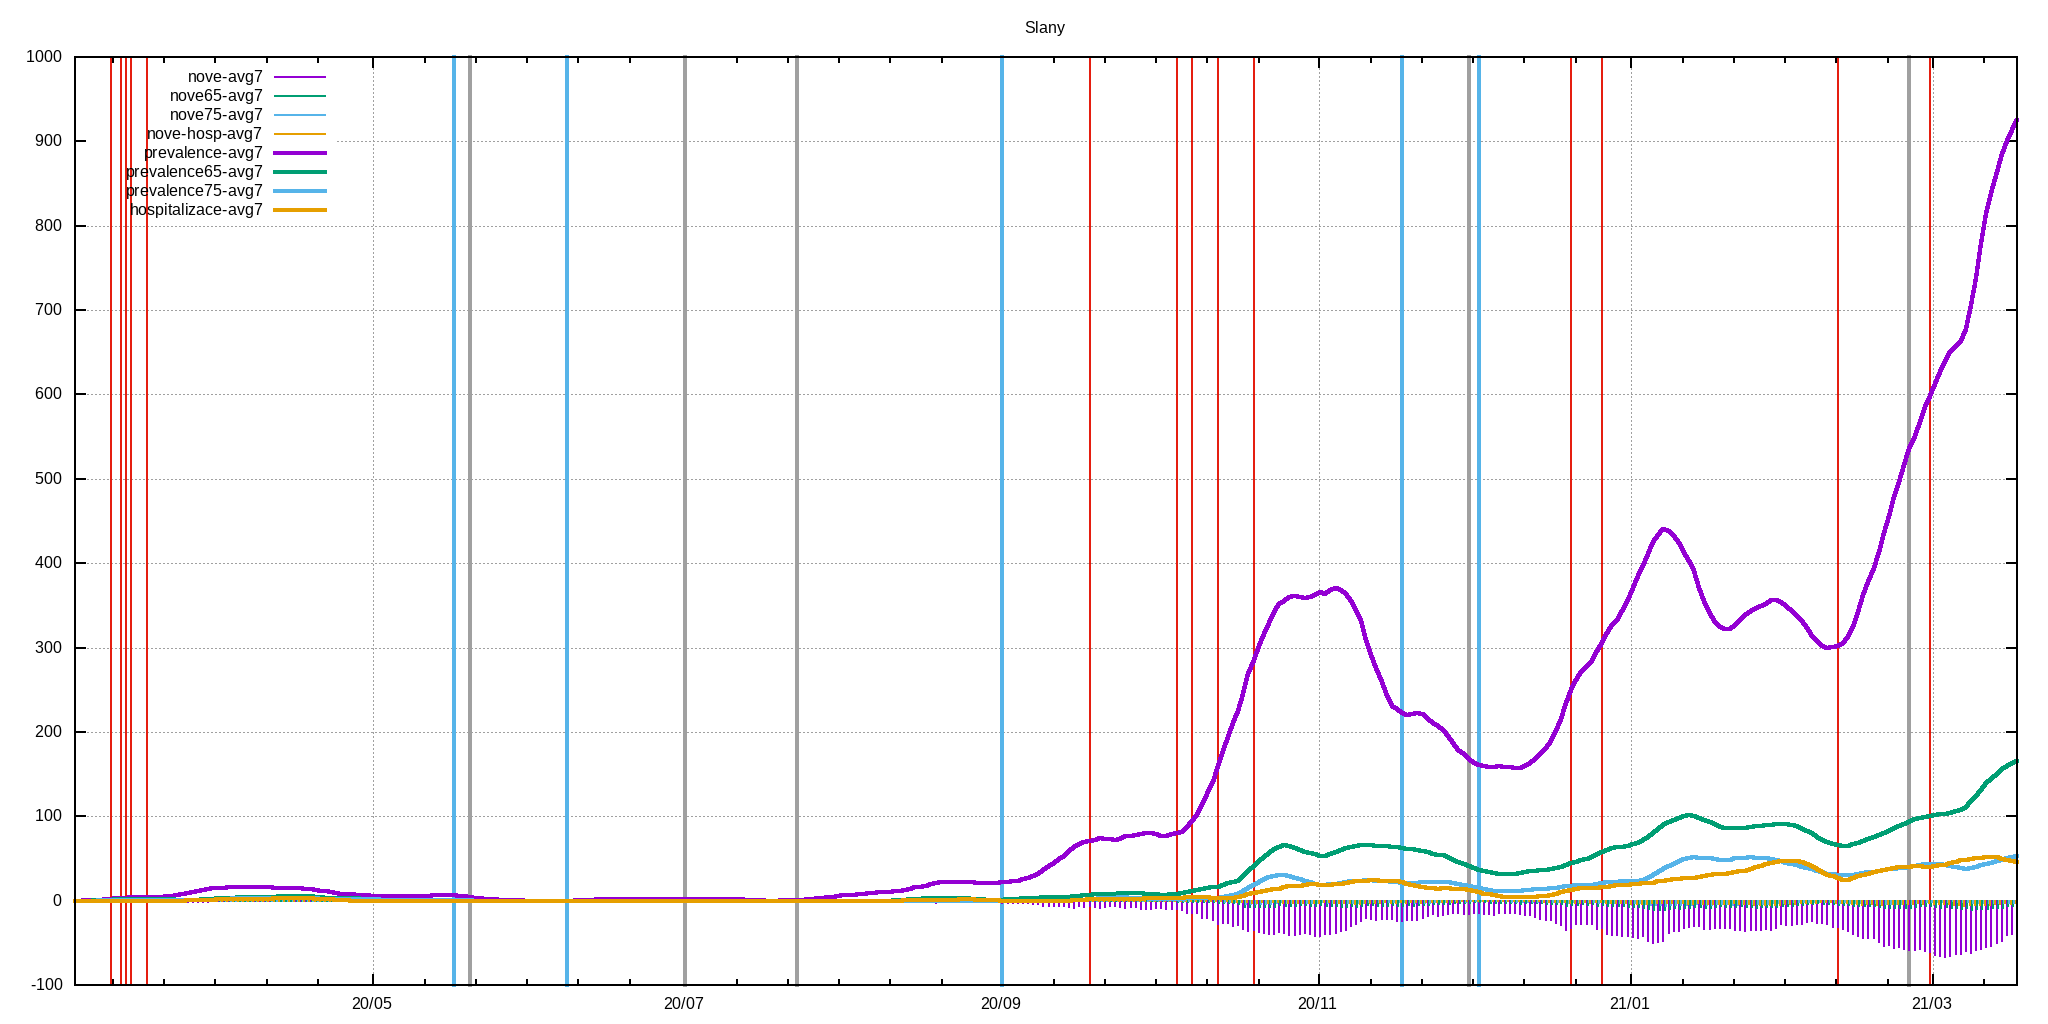 Slany
1000
nove-avg7
nove65-avg7
nove75-avg7
nove-hosp-avg7
prevalence-avg7
prevalence65-avg7
prevalence75-avg7
hospitalizace-avg7
900
800
700
600
500
400
300
200
100
0
-100
20/05 20/07 20/09 20/11 21/01 21/03